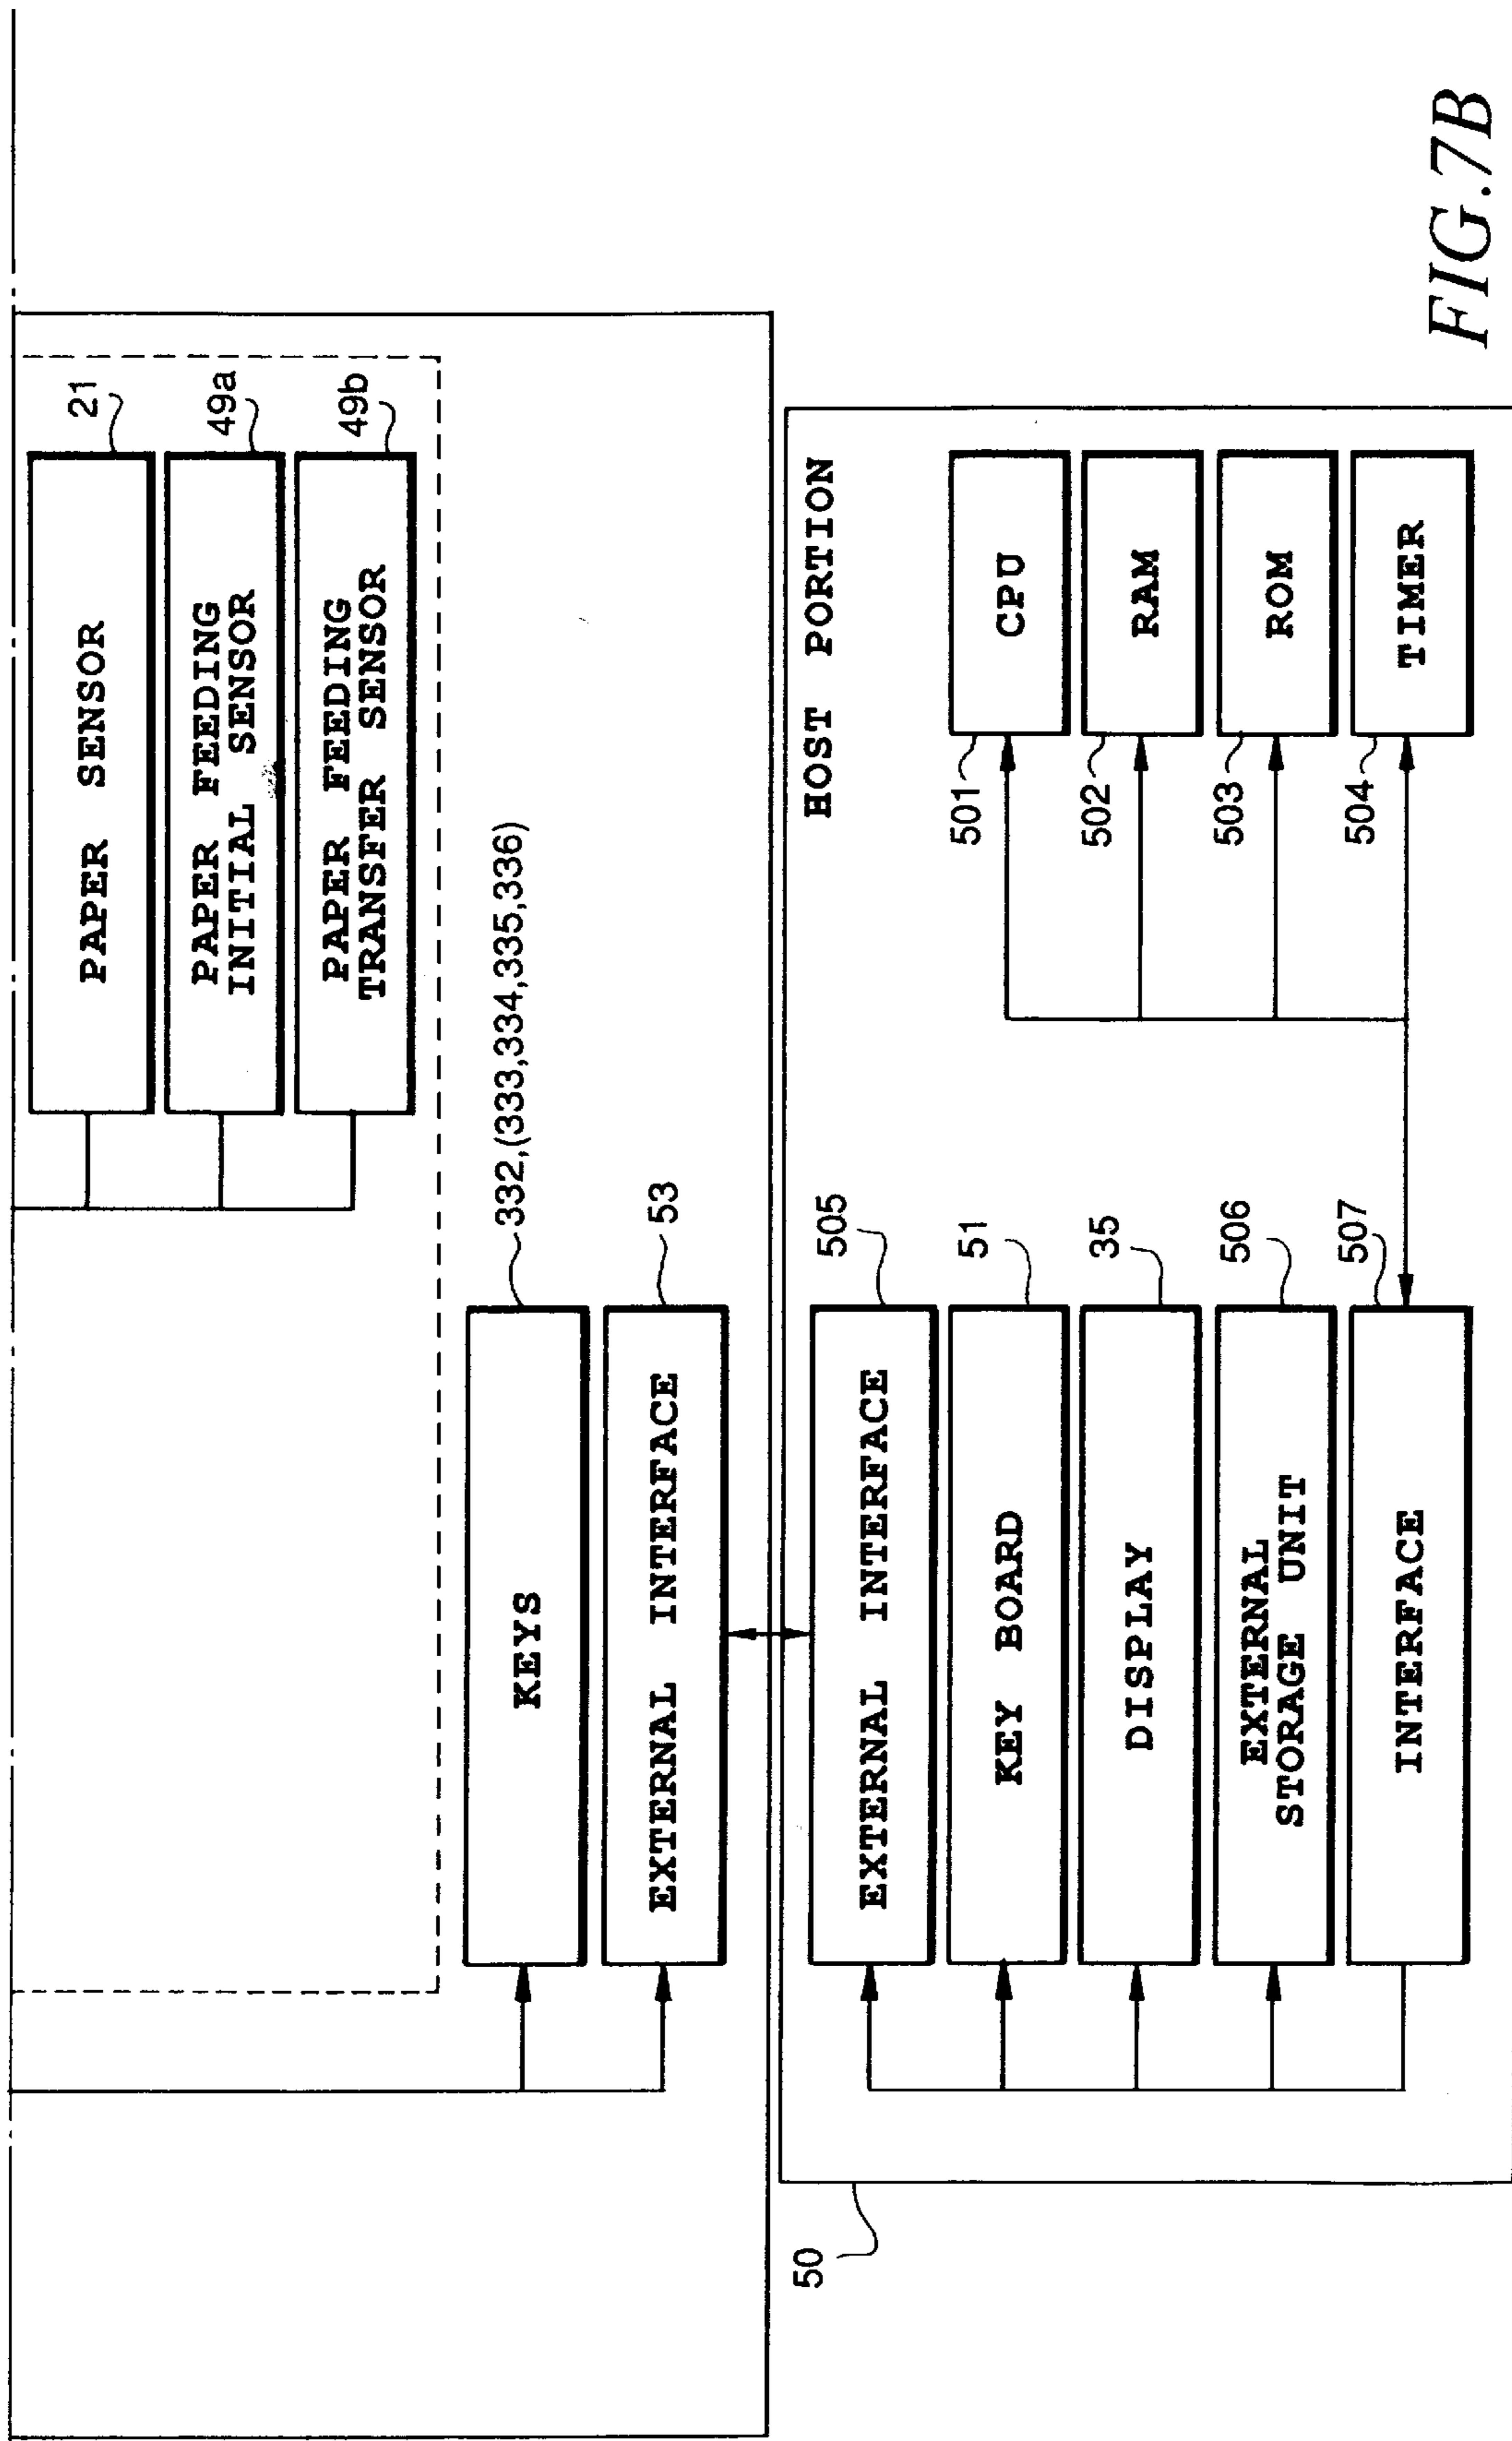 PAPER SENSOR
21
PAPER FEEDING
INITIAL SENSOR
49a
PAPER FEEDING
TRANSFER SENSOR
49b
KEYS
332,(333,334,335,336)
EXTERNAL INTERFACE
53
HOST PORTION
50
EXTERNAL INTERFACE
505
KEY BOARD
51
DISPLAY
35
EXTERNAL
STORAGE UNIT
506
INTERFACE
507
501
CPU
502
RAM
503
ROM
504
TIMER
FIG.7B